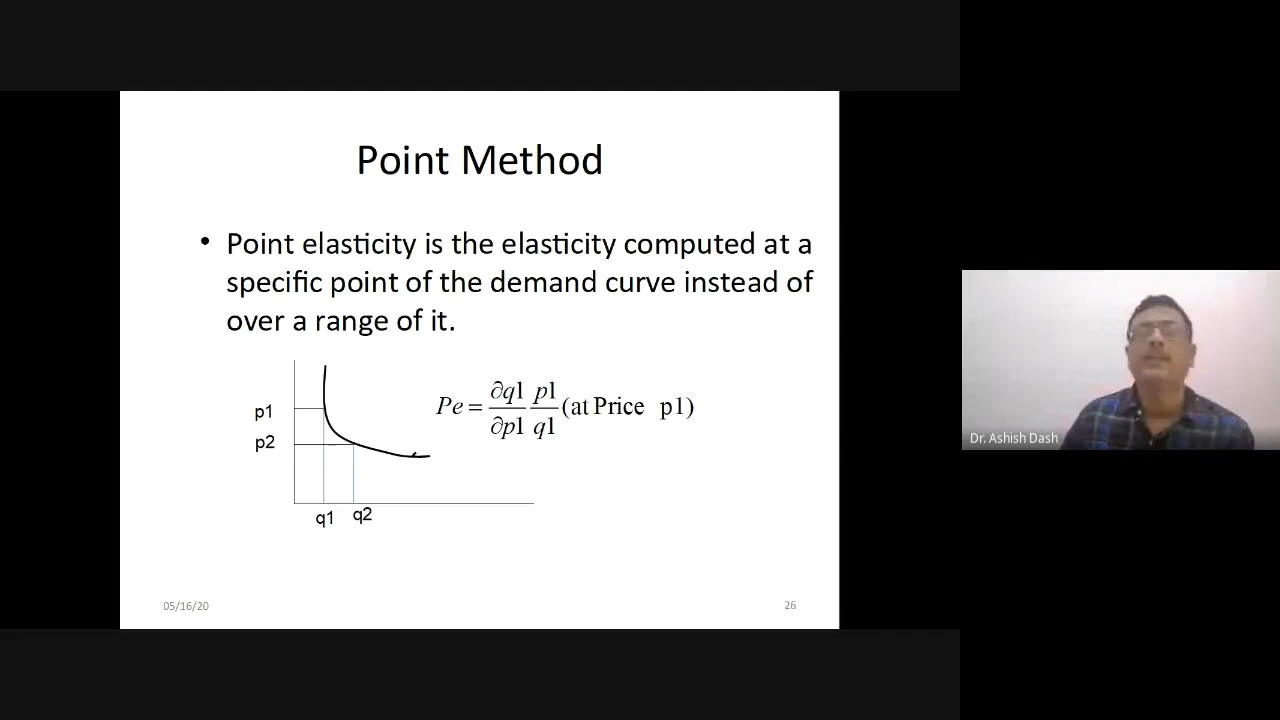 Point Method
• Point elasticity is the elasticity computed at a
specific point of the demand curve instead of
over a range of it.
p1
p2
q1 q2
Pe = ∂q1/∂p1 p1/q1 (at Price p1)
05/16/20
26
Dr. Ashish Dash